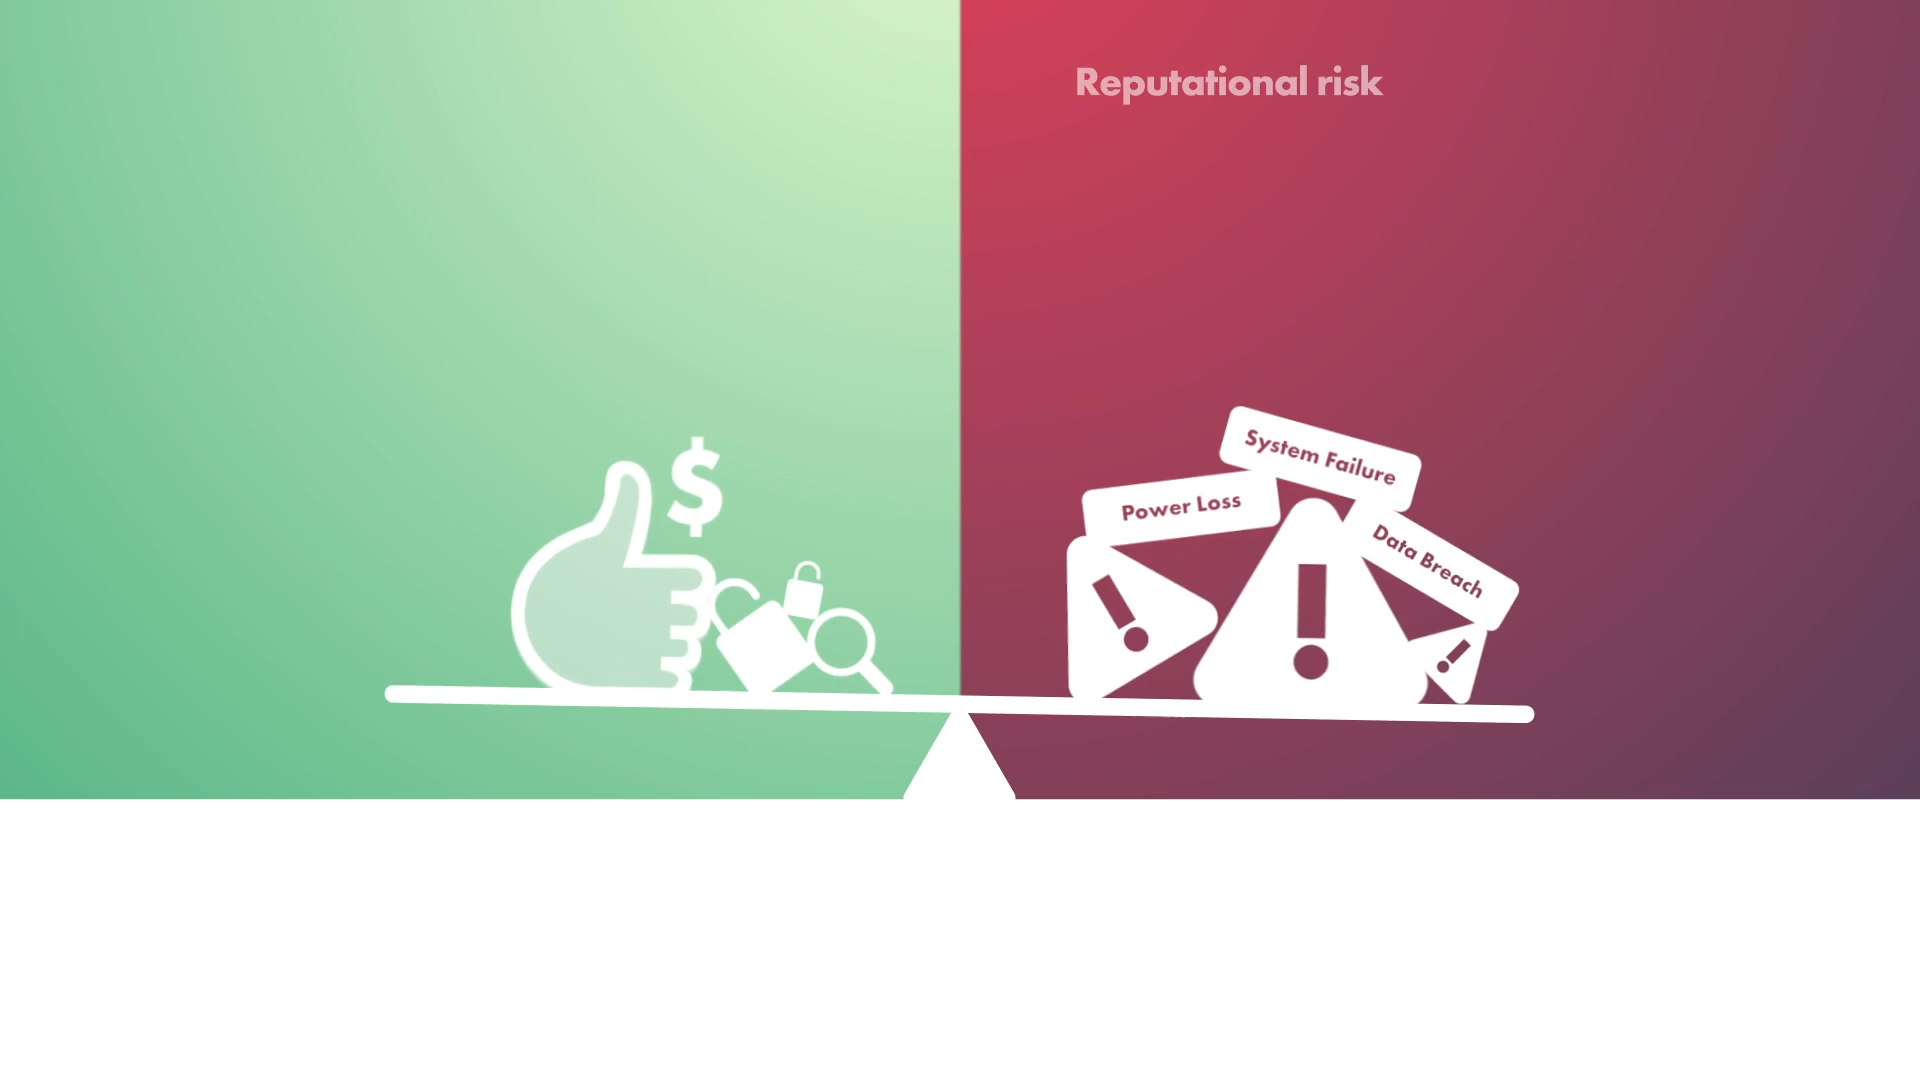 Reputational risk
$
System Failure
Power Loss
Data Breach
!
!
!